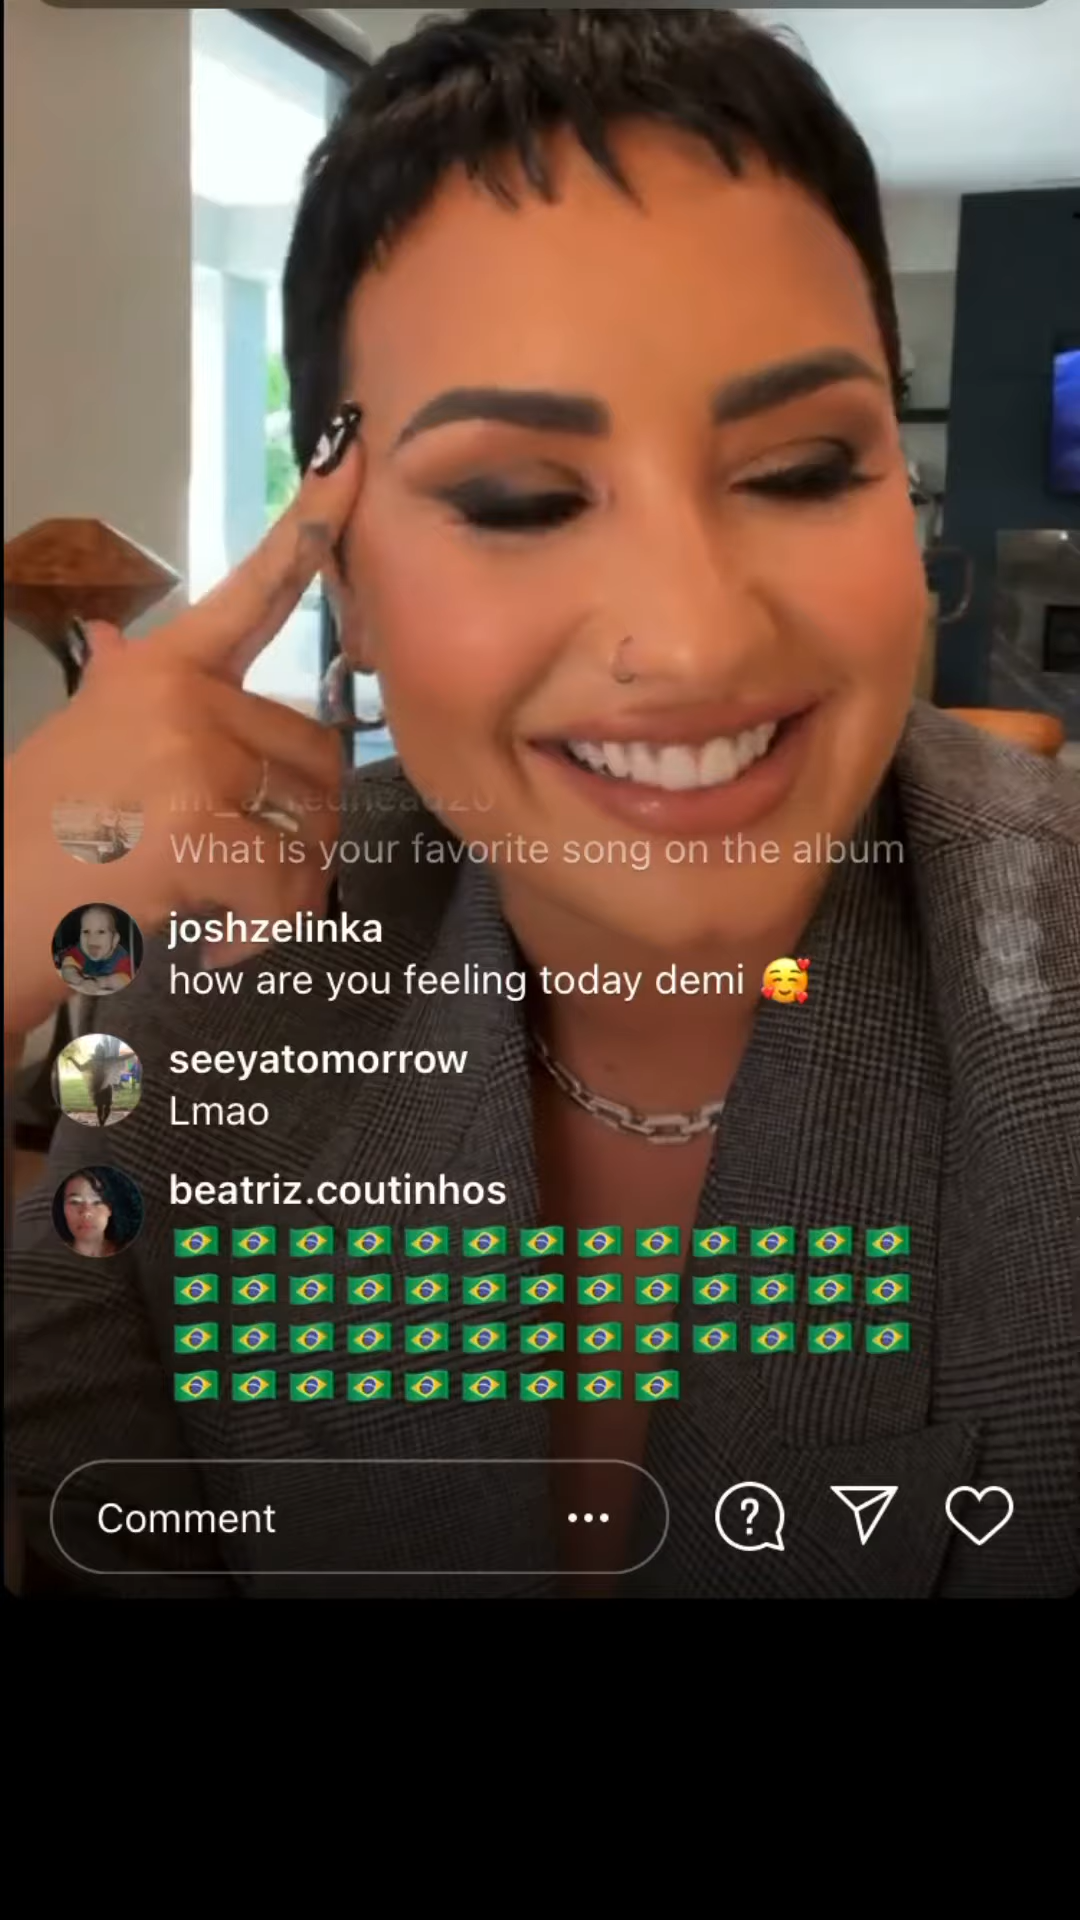 What is your favorite song on the album
joshzelinka
how are you feeling today demi 🥰
seeyatomorrow
Lmao
beatriz.coutinhos
🇧🇷🇧🇷🇧🇷🇧🇷🇧🇷🇧🇷🇧🇷🇧🇷🇧🇷🇧🇷🇧🇷🇧🇷🇧🇷
🇧🇷🇧🇷🇧🇷🇧🇷🇧🇷🇧🇷🇧🇷🇧🇷🇧🇷🇧🇷🇧🇷🇧🇷🇧🇷
🇧🇷🇧🇷🇧🇷🇧🇷🇧🇷🇧🇷🇧🇷🇧🇷🇧🇷🇧🇷🇧🇷🇧🇷🇧🇷
🇧🇷🇧🇷🇧🇷🇧🇷🇧🇷🇧🇷🇧🇷🇧🇷🇧🇷
Comment